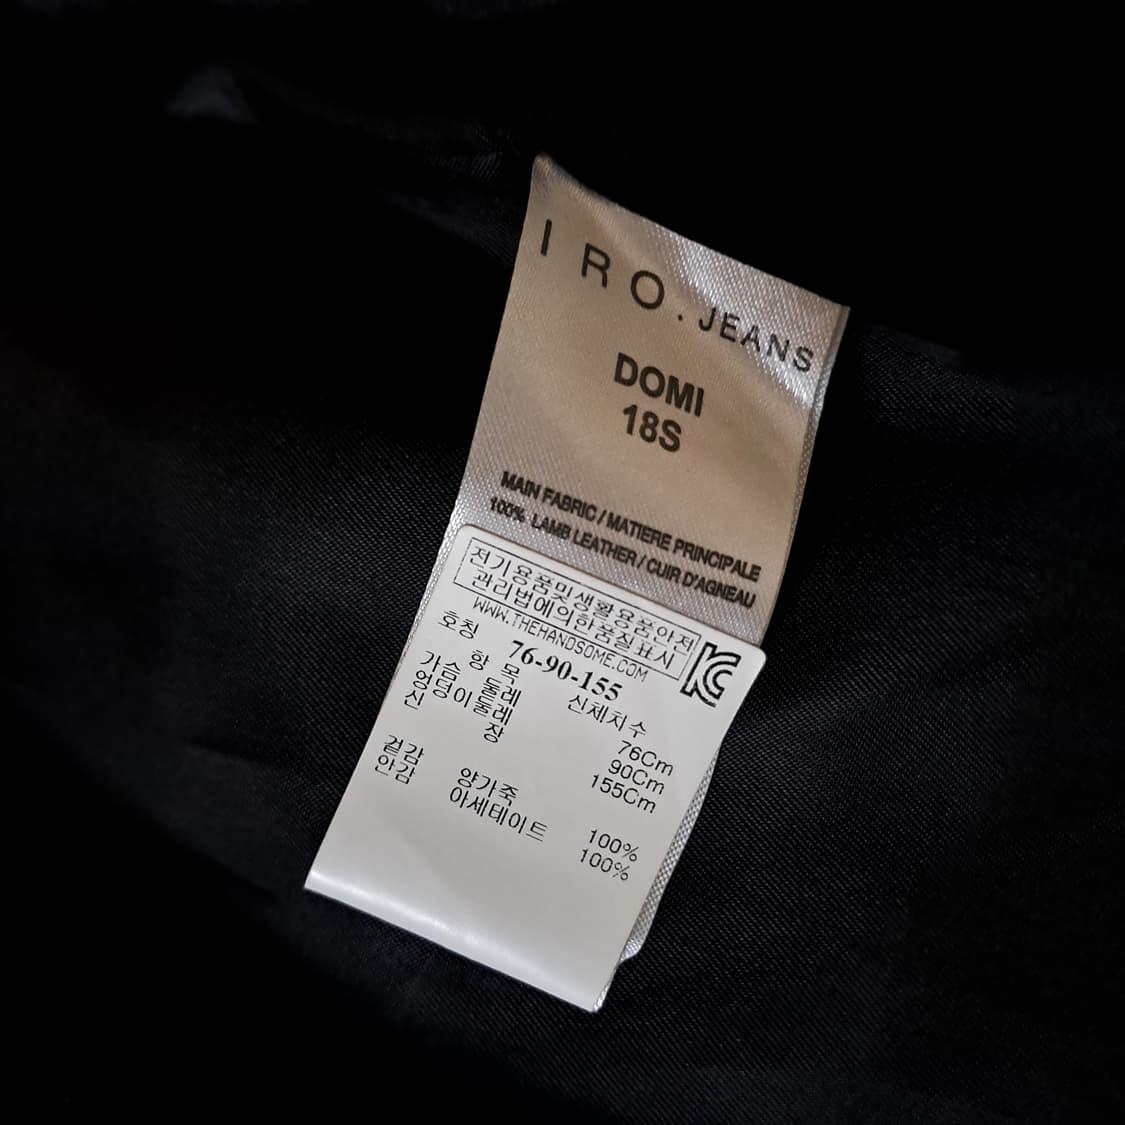 IRO.JEANS
DOMI
18S
MAIN FABRIC / MATIERE PRINCIPALE
100% LAMB LEATHER / CUIR D'AGNEAU
전기용품및생활용품안전
관리법에의한품질표시
WWW.THEHANDSOME.COM
호칭 76-90-155
항목 신체치수
가슴둘레 76Cm
엉덩이둘레 90Cm
신장 155Cm
겉감 양가죽 100%
안감 아세테이트 100%